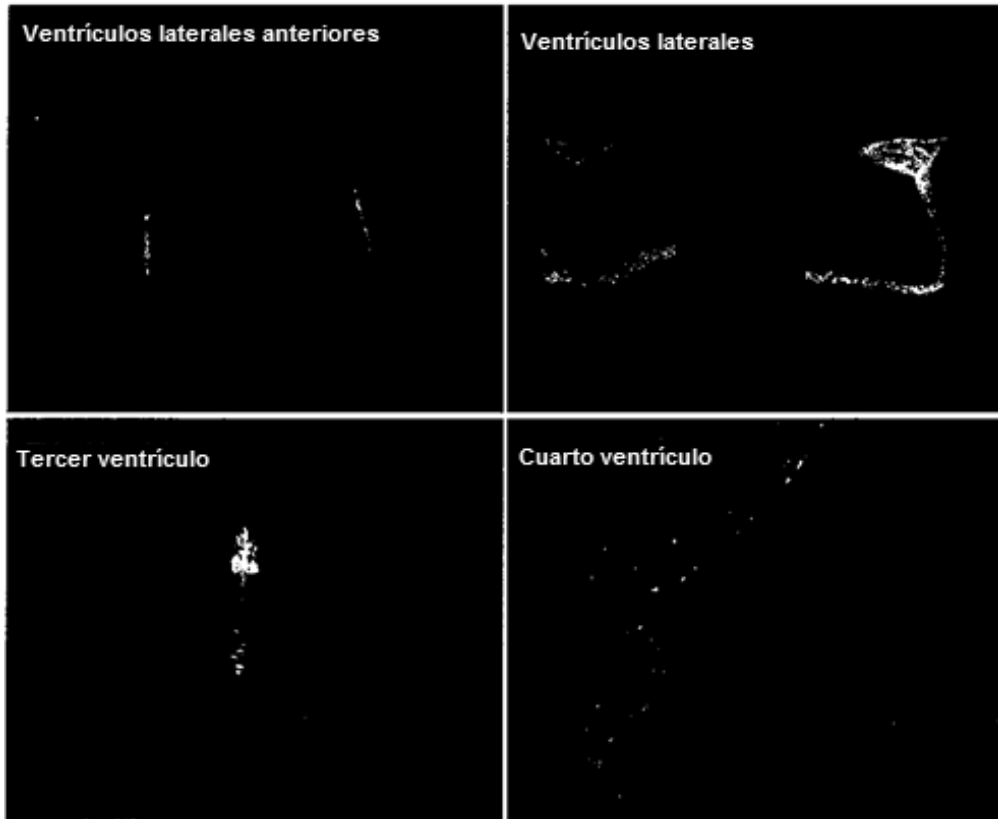 Ventrículos laterales anteriores
Ventrículos laterales
Tercer ventrículo
Cuarto ventrículo